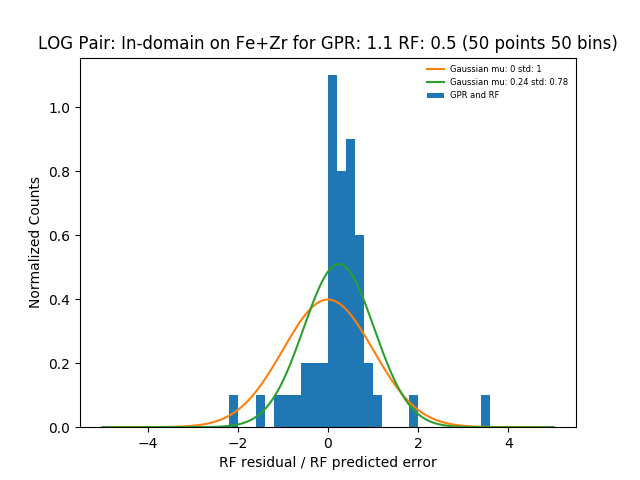 LOG Pair: In-domain on Fe+Zr for GPR: 1.1 RF: 0.5 (50 points 50 bins)
Gaussian mu: 0 std: 1
Gaussian mu: 0.24 std: 0.78
GPR and RF
Normalized Counts
1.0
0.8
0.6
0.4
0.2
0.0
−4
−2
0
2
4
RF residual / RF predicted error